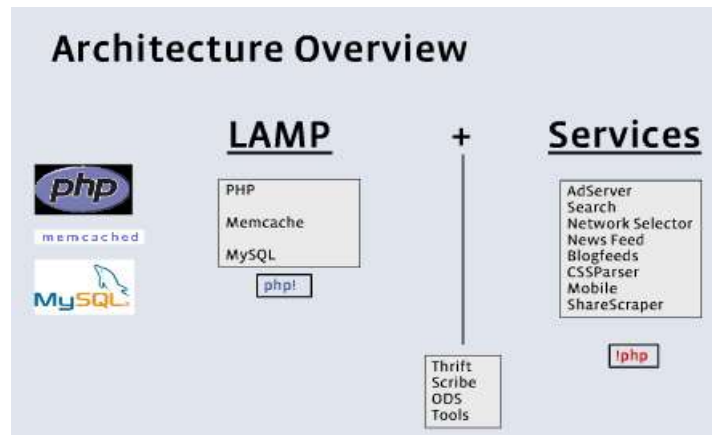 Architecture Overview
LAMP
+
Services
php
memcached
MySQL
PHP
Memcache
MySQL
php!
AdServer
Search
Network Selector
News Feed
Blogfeeds
CSSParser
Mobile
ShareScraper
!php
Thrift
Scribe
ODS
Tools